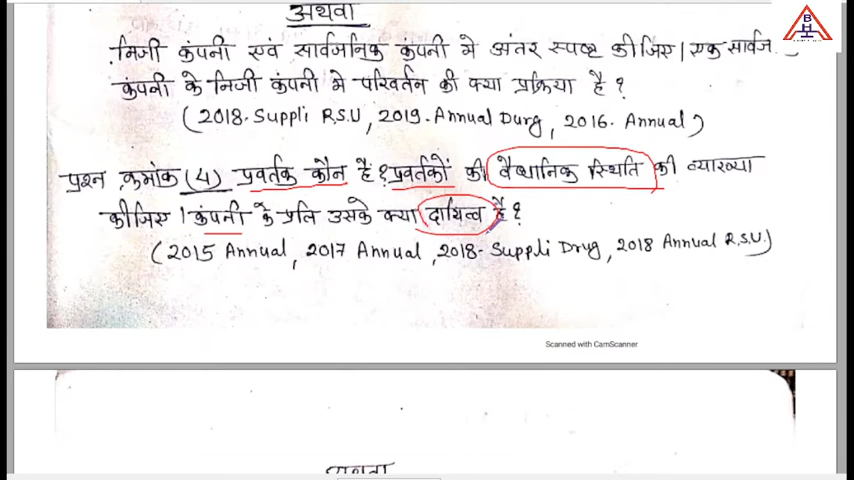 अथवा
निजी कंपनी एवं सार्वजनिक कंपनी मे अंतर स्पष्ट कीजिए। एक सार्वज
कंपनी के निजी कंपनी मे परिवर्तन की क्या प्रक्रिया है?
(2018-Suppli R.S.U, 2019-Annual Durg, 2016-Annual)
प्रश्न क्रमांक (4) प्रवर्तक कौन है? प्रवर्तकों की वैधानिक स्थिति की व्याख्या
कीजिए। कंपनी के प्रति उसके क्या दायित्व है?
(2015 Annual, 2017 Annual, 2018-Suppli Drug, 2018 Annual R.S.U.)
Scanned with CamScanner